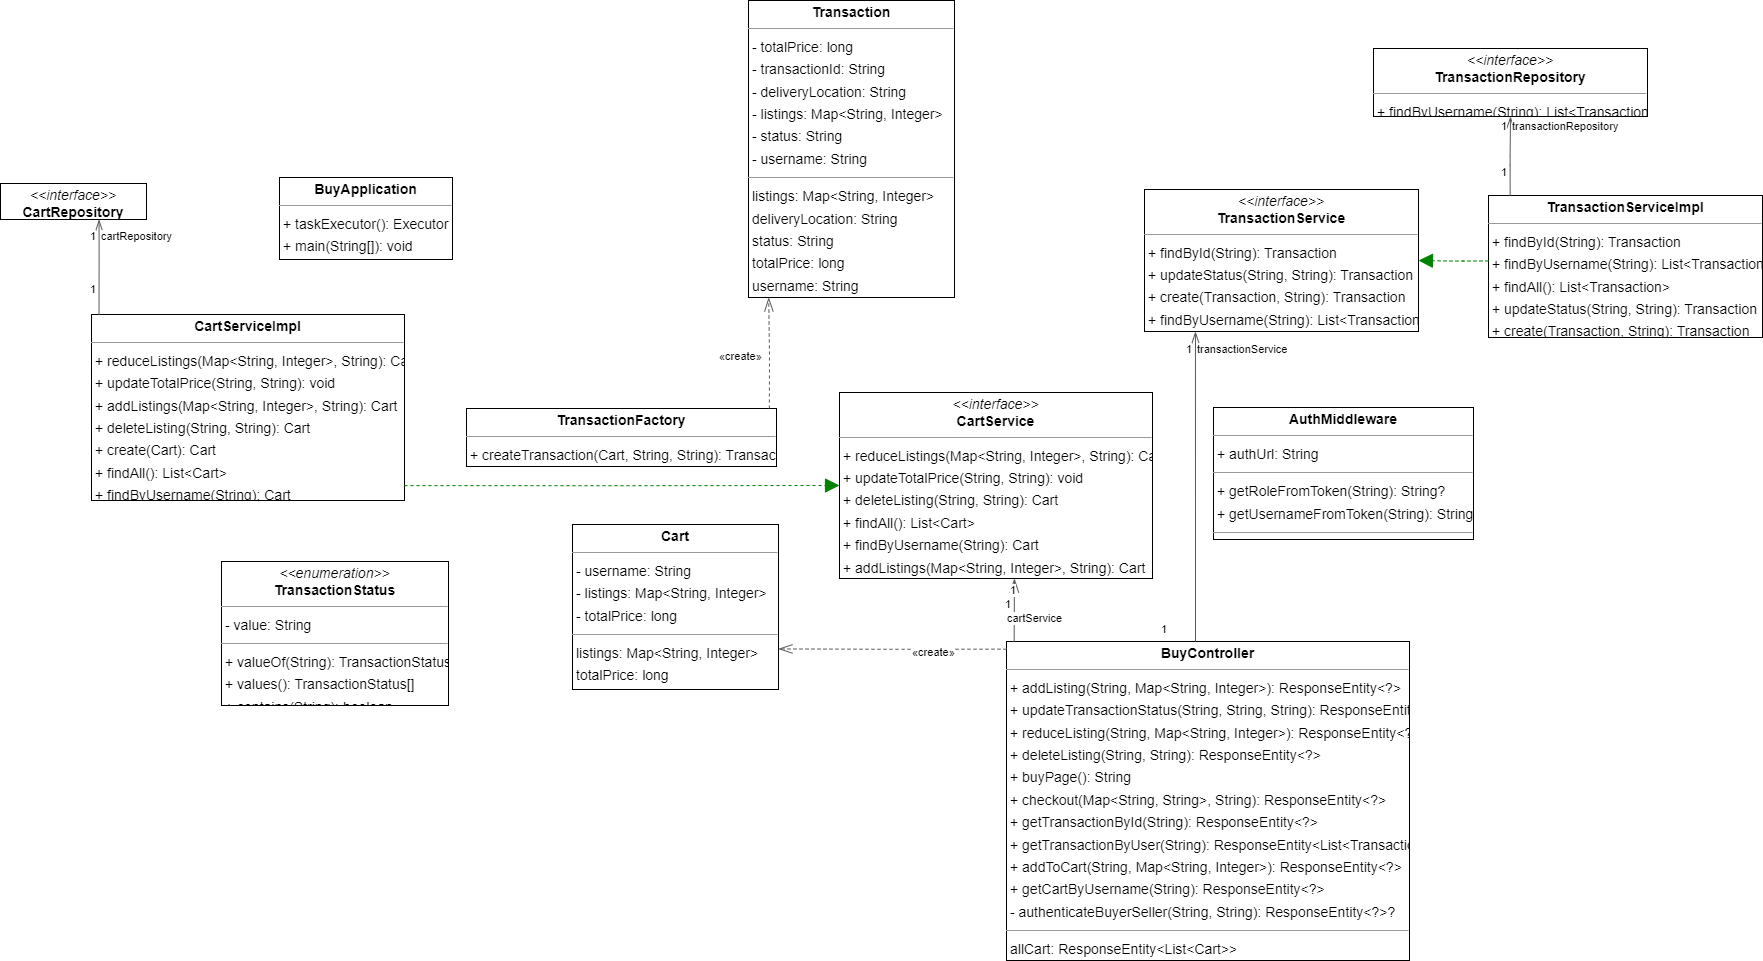 Transaction
- totalPrice: long
- transactionId: String
- deliveryLocation: String
- listings: Map<String, Integer>
- status: String
- username: String
listings: Map<String, Integer>
deliveryLocation: String
status: String
totalPrice: long
username: String
<<interface>>
TransactionRepository
+ findByUsername(String): List<Transaction
1 transactionRepository
1
<<interface>>
CartRepository
1 cartRepository
1
BuyApplication
+ taskExecutor(): Executor
+ main(String[]): void
<<interface>>
TransactionService
+ findById(String): Transaction
+ updateStatus(String, String): Transaction
+ create(Transaction, String): Transaction
+ findByUsername(String): List<Transaction
1 transactionService
TransactionServiceImpl
+ findById(String): Transaction
+ findByUsername(String): List<Transaction
+ findAll(): List<Transaction>
+ updateStatus(String, String): Transaction
+ create(Transaction, String): Transaction
CartServiceImpl
+ reduceListings(Map<String, Integer>, String): Ca
+ updateTotalPrice(String, String): void
+ addListings(Map<String, Integer>, String): Cart
+ deleteListing(String, String): Cart
+ create(Cart): Cart
+ findAll(): List<Cart>
+ findByUsername(String): Cart
«create»
TransactionFactory
+ createTransaction(Cart, String, String): Transac
<<interface>>
CartService
+ reduceListings(Map<String, Integer>, String): Ca
+ updateTotalPrice(String, String): void
+ deleteListing(String, String): Cart
+ findAll(): List<Cart>
+ findByUsername(String): Cart
+ addListings(Map<String, Integer>, String): Cart
1
1
cartService
1
AuthMiddleware
+ authUrl: String
+ getRoleFromToken(String): String?
+ getUsernameFromToken(String): String
Cart
- username: String
- listings: Map<String, Integer>
- totalPrice: long
listings: Map<String, Integer>
totalPrice: long
«create»
<<enumeration>>
TransactionStatus
- value: String
+ valueOf(String): TransactionStatus
+ values(): TransactionStatus[]
+ contains(String): boolean
BuyController
+ addListing(String, Map<String, Integer>): ResponseEntity<?>
+ updateTransactionStatus(String, String, String): ResponseEntit
+ reduceListing(String, Map<String, Integer>): ResponseEntity<?
+ deleteListing(String, String): ResponseEntity<?>
+ buyPage(): String
+ checkout(Map<String, String>, String): ResponseEntity<?>
+ getTransactionById(String): ResponseEntity<?>
+ getTransactionByUser(String): ResponseEntity<List<Transacti
+ addToCart(String, Map<String, Integer>): ResponseEntity<?>
+ getCartByUsername(String): ResponseEntity<?>
- authenticateBuyerSeller(String, String): ResponseEntity<?>?
allCart: ResponseEntity<List<Cart>>